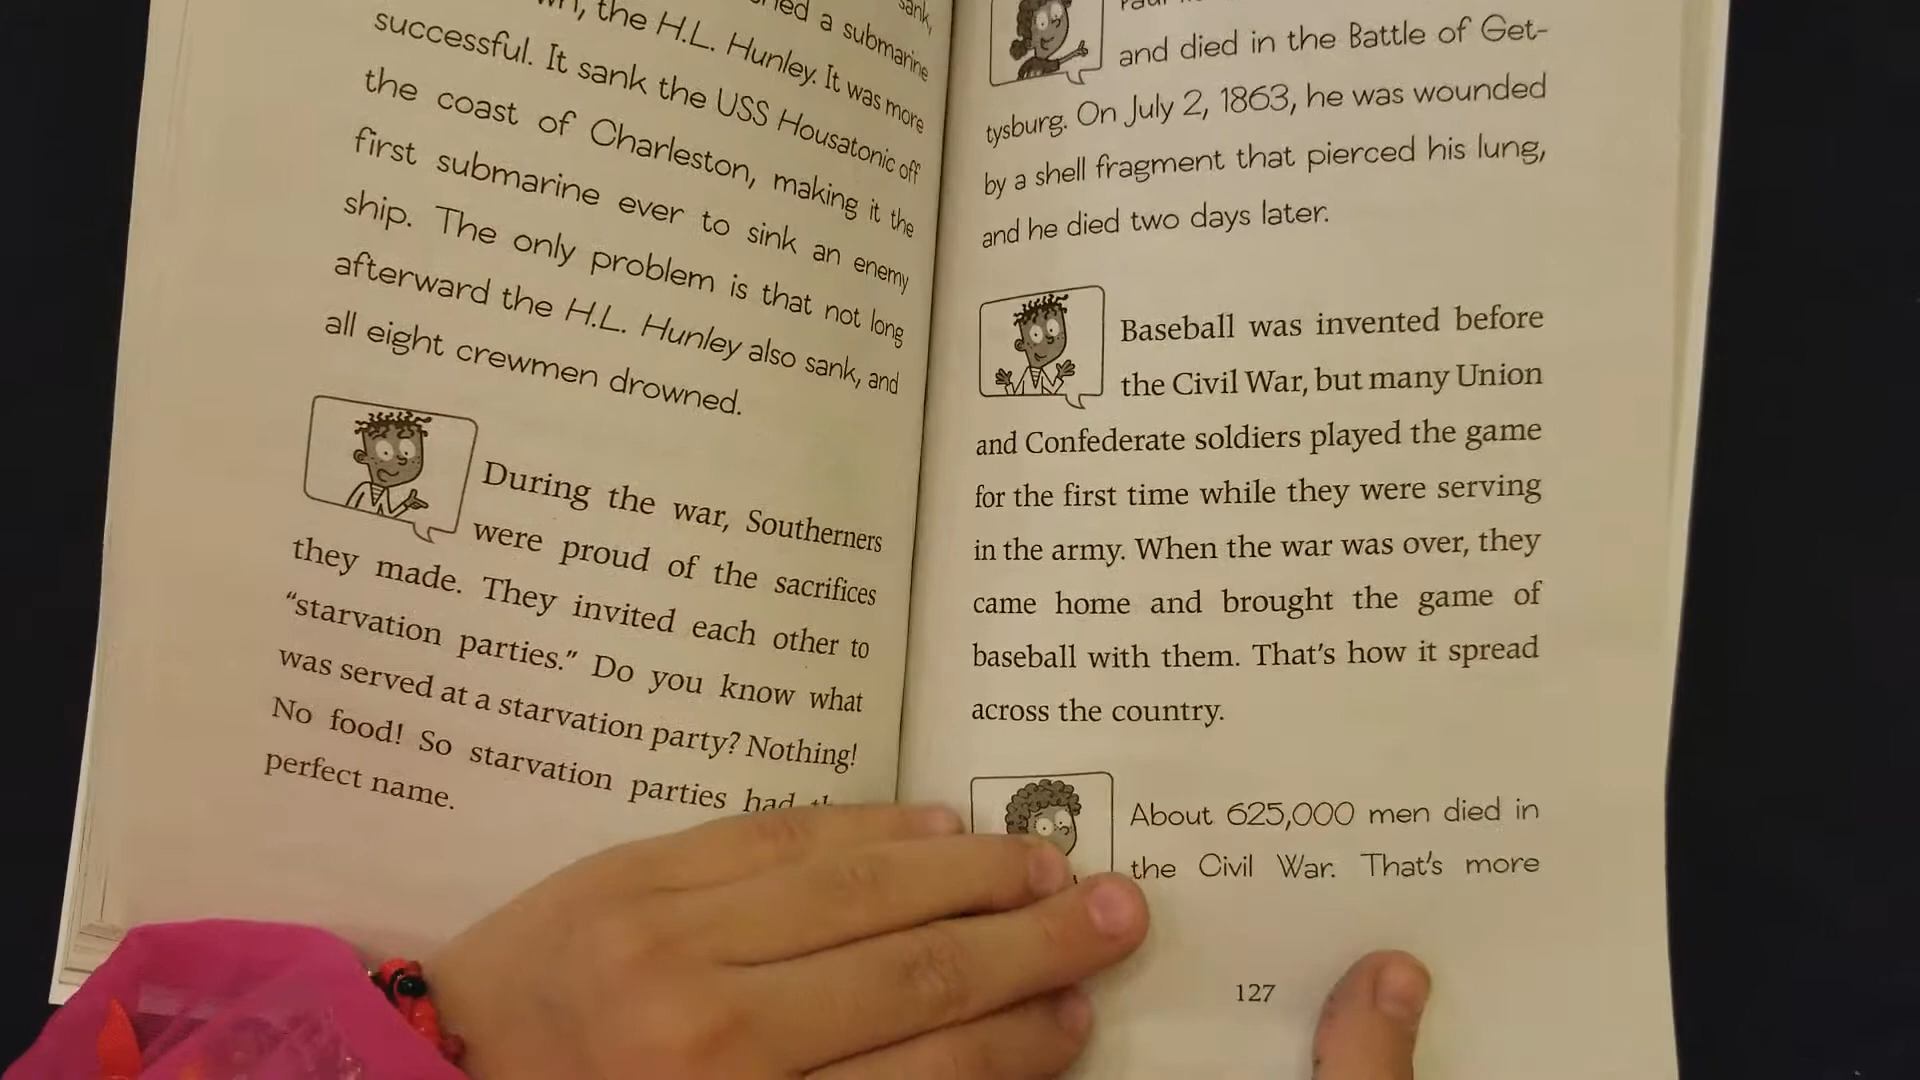 a submarine
the H.L. Hunley. It was more
successful. It sank the USS Housatonic off
the coast of Charleston, making it the
first submarine ever to sink an enemy
ship. The only problem is that not long
afterward the H.L. Hunley also sank, and
all eight crewmen drowned.
During the war, Southerners
were proud of the sacrifices
they made. They invited each other to
“starvation parties.” Do you know what
was served at a starvation party? Nothing!
No food! So starvation parties had
perfect name.
and died in the Battle of Get-
tysburg. On July 2, 1863, he was wounded
by a shell fragment that pierced his lung,
and he died two days later.
Baseball was invented before
the Civil War, but many Union
and Confederate soldiers played the game
for the first time while they were serving
in the army. When the war was over, they
came home and brought the game of
baseball with them. That’s how it spread
across the country.
About 625,000 men died in
the Civil War. That’s more
127